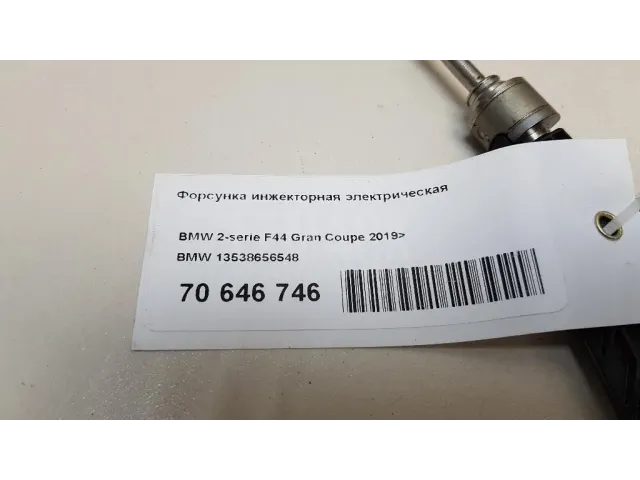 Форсунка инжекторная электрическая
BMW 2-serie F44 Gran Coupe 2019>
BMW 13538656548
70 646 746